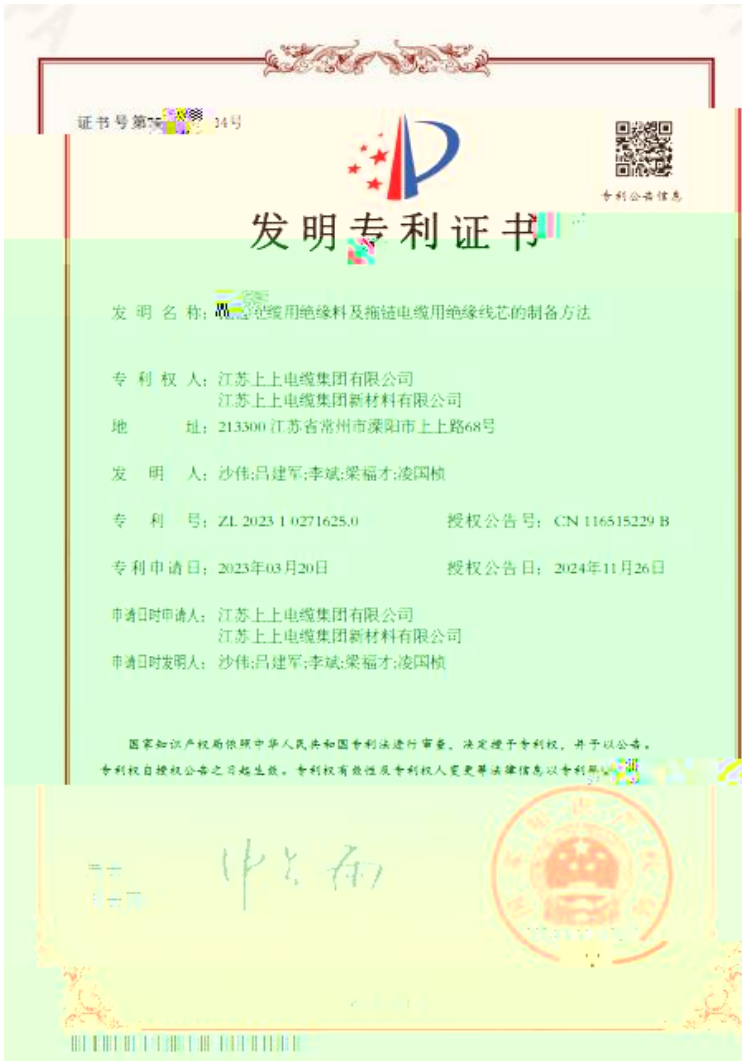 证书号第
34号
专利公告信息
发明专利证书
发 明 名 称：缆用绝缘料及拖链电缆用绝缘线芯的制备方法
专 利 权 人：江苏上上电缆集团有限公司
江苏上上电缆集团新材料有限公司
地 址：213300 江苏省常州市溧阳市上上路68号
发 明 人：沙伟;吕建军;李斌;梁福才;凌国桢
专 利 号：ZL 2023 1 0271625.0 授权公告号：CN 116515229 B
专利申请日：2023年03月20日 授权公告日：2024年11月26日
申请日时申请人：江苏上上电缆集团有限公司
江苏上上电缆集团新材料有限公司
申请日时发明人：沙伟;吕建军;李斌;梁福才;凌国桢
国家知识产权局依照中华人民共和国专利法进行审查，决定授予专利权，并予以公告。
专利权自授权公告之日起生效。专利权有效性及专利权人变更等法律信息以专利